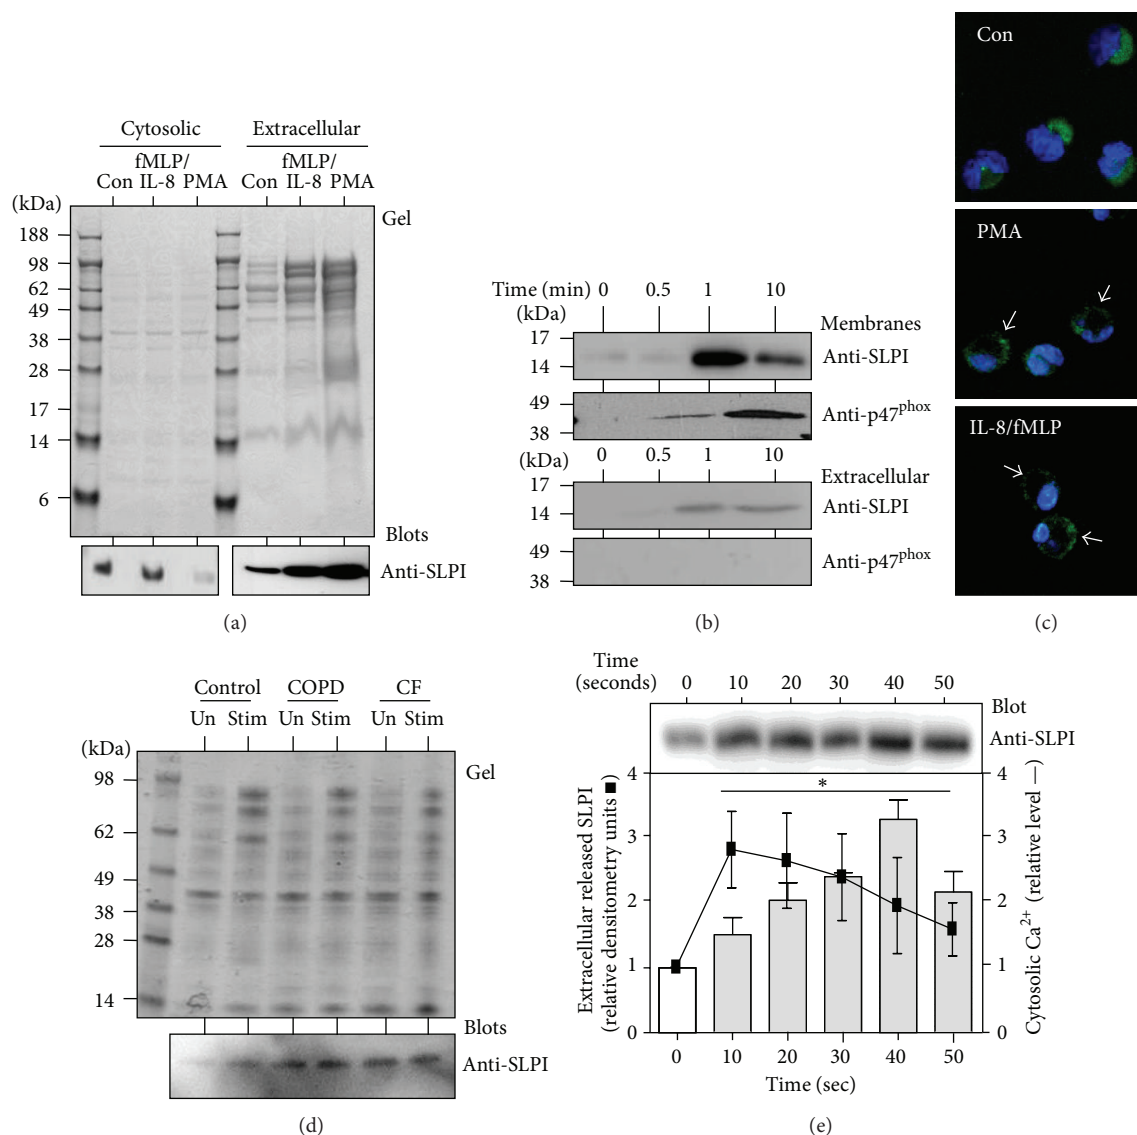 Cytosolic Extracellular
fMLP/ fMLP/
Con IL-8 PMA Con IL-8 PMA
(kDa)
Gel
188
98
62
49
38
28
17
14
6
Blots
Anti-SLPI
(a)
Time (min) 0 0.5 1 10
(kDa)
Membranes
17
14
Anti-SLPI
49
38
Anti-p47phox
(kDa) 0 0.5 1 10
Extracellular
17
14
Anti-SLPI
49
38
Anti-p47phox
(b)
Con
PMA
IL-8/fMLP
(c)
Control COPD CF
Un Stim Un Stim Un Stim
(kDa)
Gel
98
62
49
38
28
14
Blots
Anti-SLPI
(d)
Time
(seconds) 0 10 20 30 40 50
Blot
Anti-SLPI
Extracellular released SLPI
(relative densitometry units ■
4
3
2
1
0
*
4
3
2
1
0
Cytosolic Ca2+ (relative level —)
0 10 20 30 40 50
Time (sec)
(e)